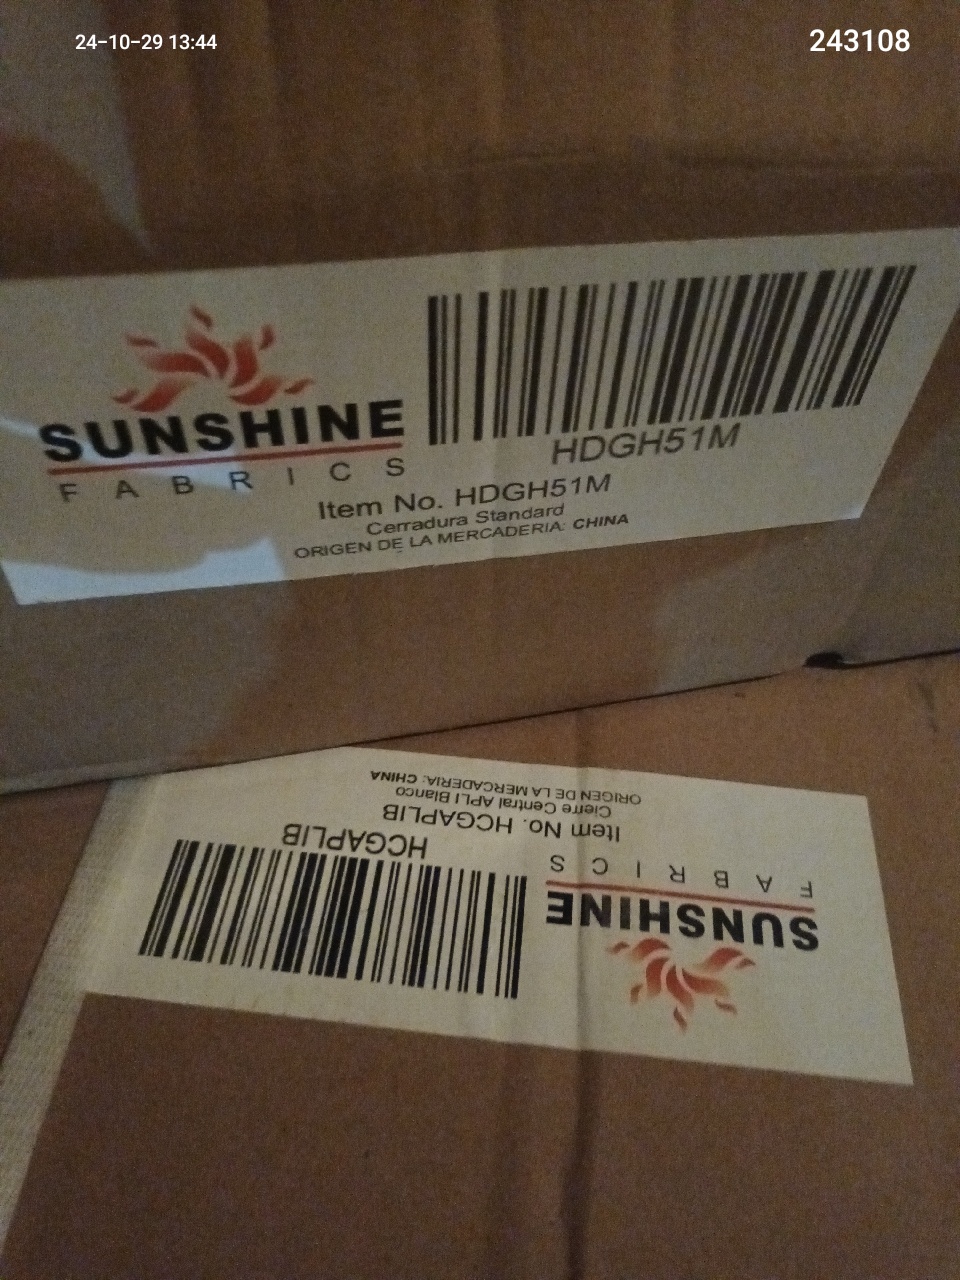 24-10-29 13:44
243108
SUNSHINE
FABRICS
HDGH51M
Item No. HDGH51M
Cerradura Standard
ORIGEN DE LA MERCADERIA: CHINA
SUNSHINE
FABRICS
HCGAPLIB
Item No. HCGAPLIB
Cierre Central APLI Blanco
ORIGEN DE LA MERCADERIA: CHINA